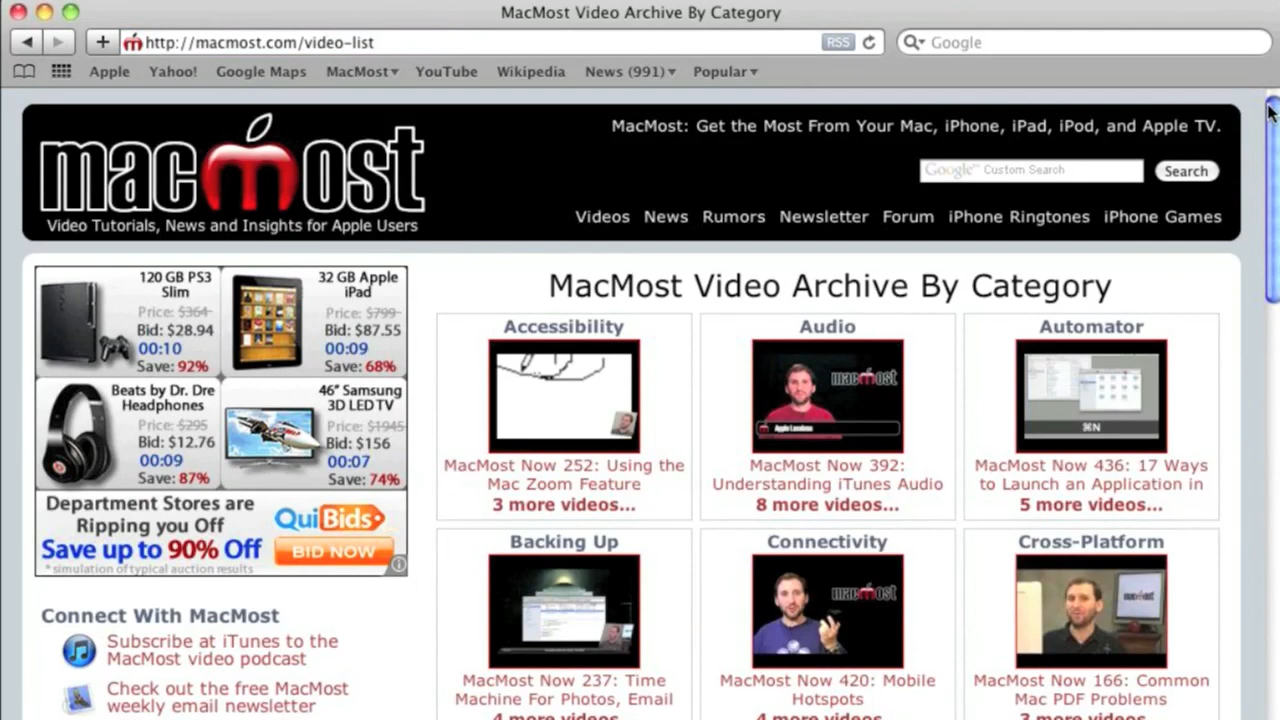 MacMost Video Archive By Category
http://macmost.com/video-list
RSS
Google
Apple Yahoo! Google Maps MacMost YouTube Wikipedia News (991) Popular
macmost
Video Tutorials, News and Insights for Apple Users
MacMost: Get the Most From Your Mac, iPhone, iPad, iPod, and Apple TV.
Google™ Custom Search
Search
Videos News Rumors Newsletter Forum iPhone Ringtones iPhone Games
120 GB PS3
Slim
Price: $364
Bid: $28.94
00:10
Save: 92%
32 GB Apple
iPad
Price: $799
Bid: $87.55
00:09
Save: 68%
Beats by Dr. Dre
Headphones
Price: $295
Bid: $12.76
00:09
Save: 87%
46" Samsung
3D LED TV
Price: $1945
Bid: $156
00:07
Save: 74%
Department Stores are
Ripping you Off
Save up to 90% Off
* simulation of typical auction results
QuiBids
BID NOW
Connect With MacMost
Subscribe at iTunes to the
MacMost video podcast
Check out the free MacMost
weekly email newsletter
MacMost Video Archive By Category
Accessibility
MacMost Now 252: Using the
Mac Zoom Feature
3 more videos...
Audio
macmost
MacMost Now 392:
Understanding iTunes Audio
8 more videos...
Automator
⌘N
MacMost Now 436: 17 Ways
to Launch an Application in
5 more videos...
Backing Up
MacMost Now 237: Time
Machine For Photos, Email
4 more videos...
Connectivity
macmost
MacMost Now 420: Mobile
Hotspots
4 more videos...
Cross-Platform
macmost
MacMost Now 166: Common
Mac PDF Problems
3 more videos...